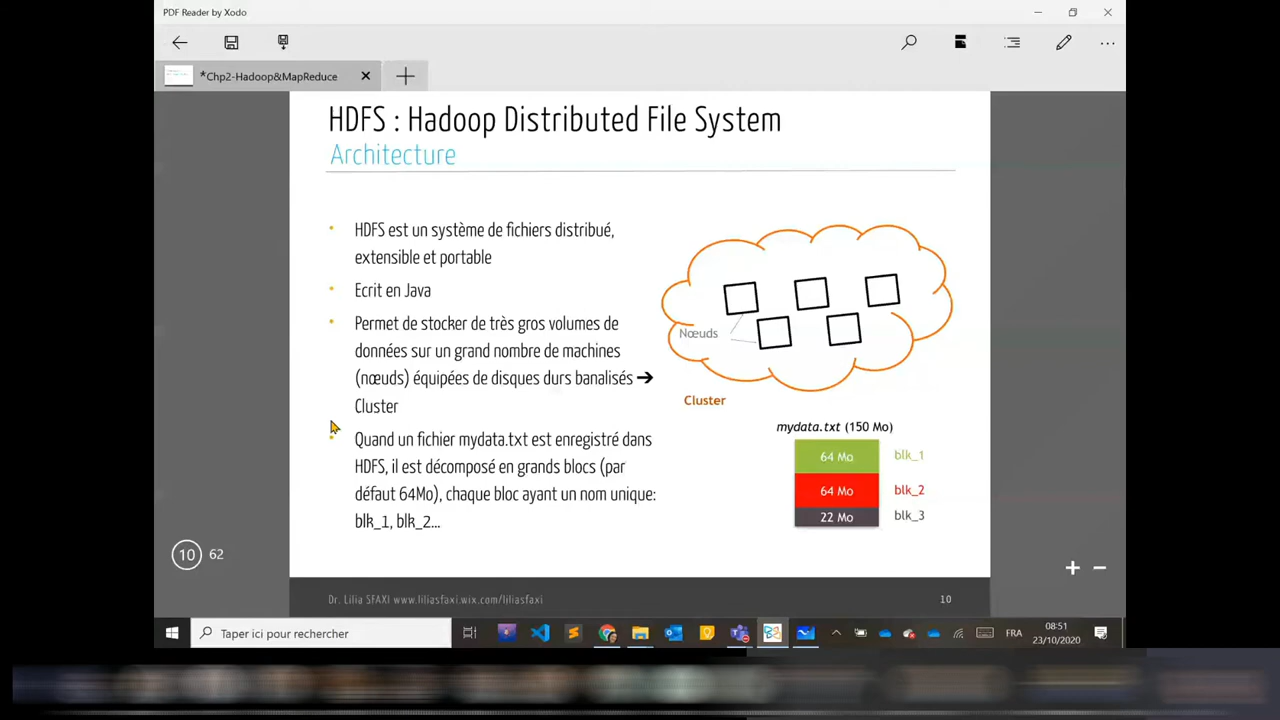 PDF Reader by Xodo
*Chp2-Hadoop&MapReduce
HDFS : Hadoop Distributed File System
Architecture
• HDFS est un système de fichiers distribué,
extensible et portable
• Ecrit en Java
• Permet de stocker de très gros volumes de
données sur un grand nombre de machines
(nœuds) équipées de disques durs banalisés ➔
Cluster
• Quand un fichier mydata.txt est enregistré dans
HDFS, il est décomposé en grands blocs (par
défaut 64Mo), chaque bloc ayant un nom unique:
blk_1, blk_2...
Nœuds
Cluster
mydata.txt (150 Mo)
64 Mo blk_1
64 Mo blk_2
22 Mo blk_3
10 62
Dr. Lilia SFAXI www.liliasfaxi.wix.com/liliasfaxi 10
Taper ici pour rechercher
FRA
08:51
23/10/2020